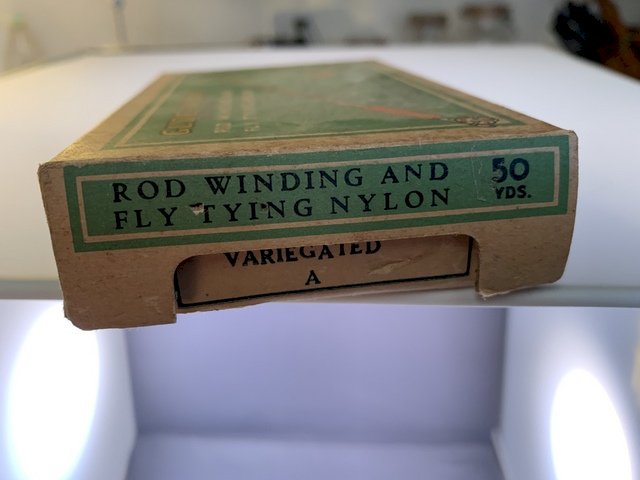 ROD WINDING AND
FLY TYING NYLON
50
YDS.
VARIEGATED
A